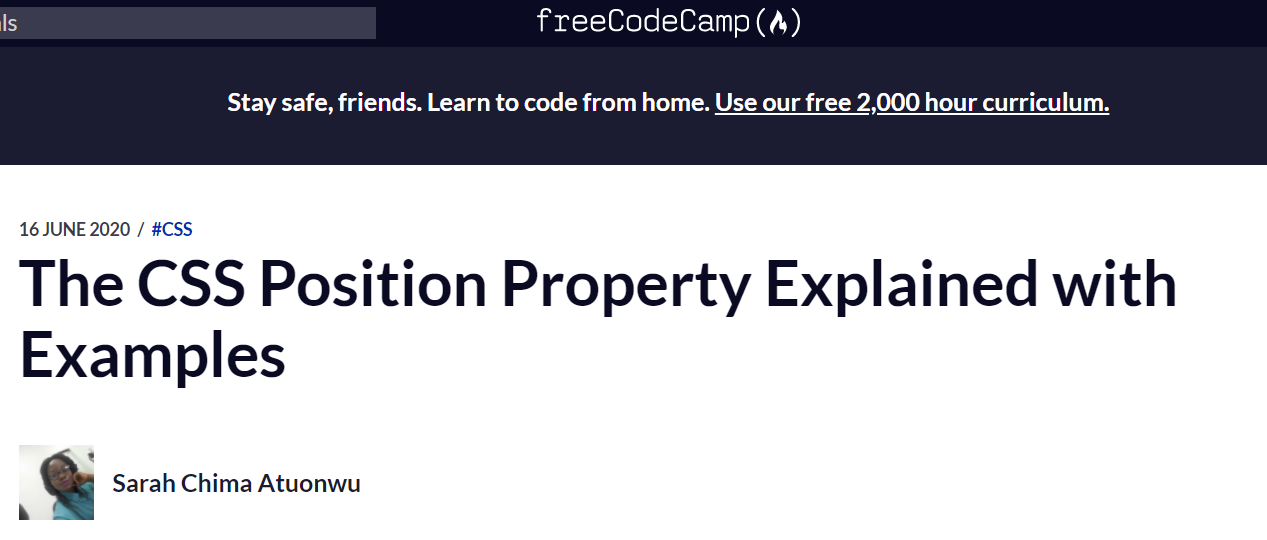 freeCodeCamp(🔥)
Stay safe, friends. Learn to code from home. Use our free 2,000 hour curriculum.
16 JUNE 2020 / #CSS
The CSS Position Property Explained with
Examples
Sarah Chima Atuonwu